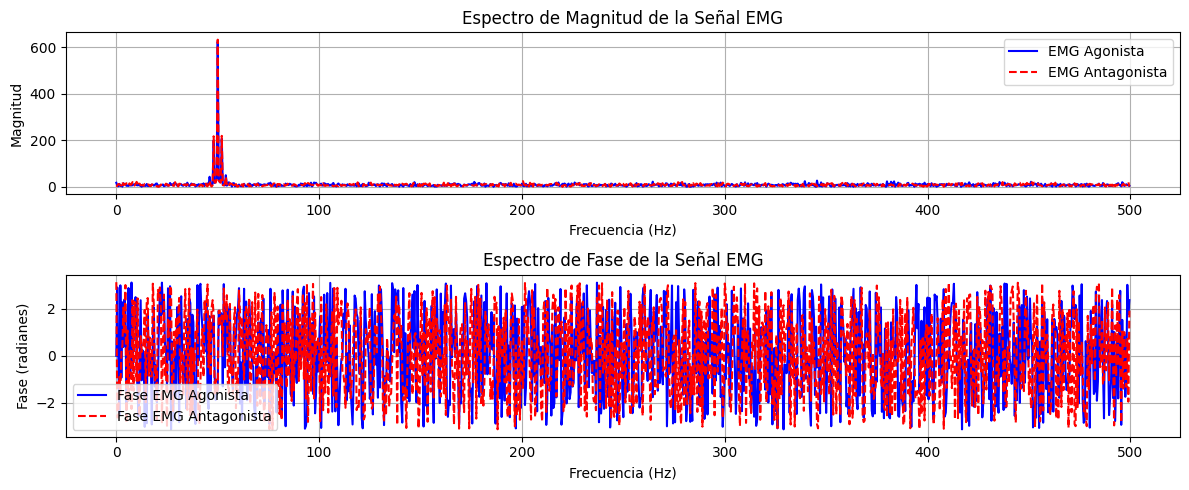 Espectro de Magnitud de la Señal EMG
600
400
200
0
Magnitud
EMG Agonista
EMG Antagonista
0 100 200 300 400 500
Frecuencia (Hz)
Espectro de Fase de la Señal EMG
2
0
−2
Fase (radianes)
Fase EMG Agonista
Fase EMG Antagonista
0 100 200 300 400 500
Frecuencia (Hz)